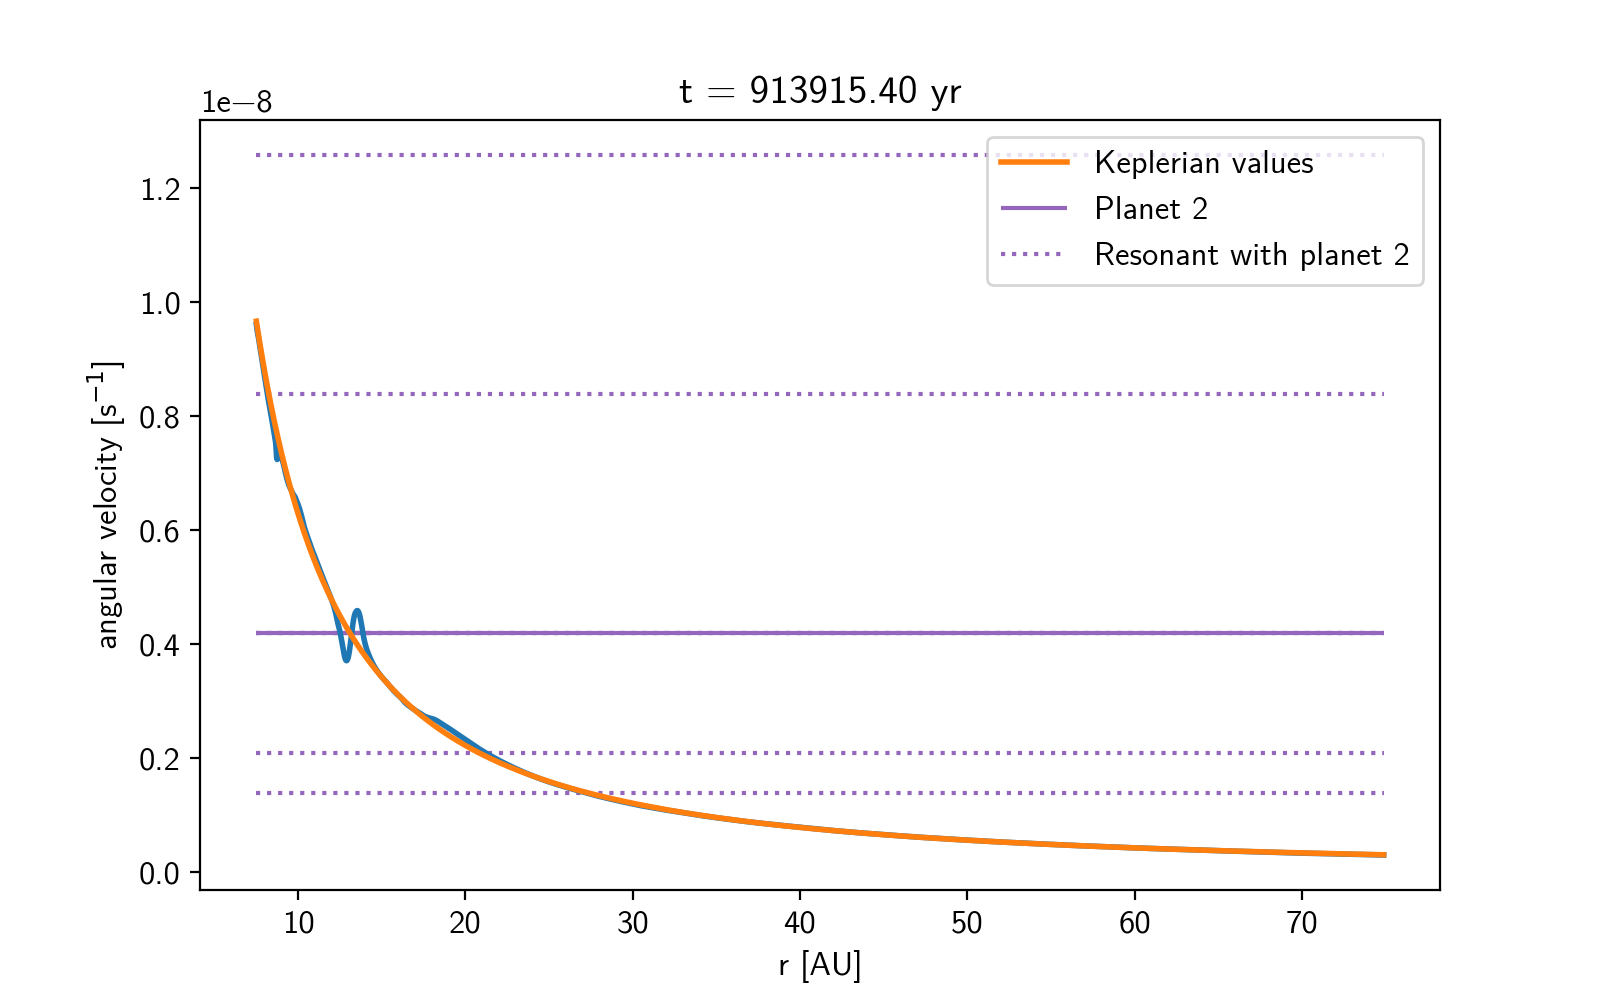 t = 913915.40 yr
1e−8
Keplerian values
Planet 2
Resonant with planet 2
1.2
1.0
0.8
0.6
0.4
0.2
0.0
angular velocity [s⁻¹]
10 20 30 40 50 60 70
r [AU]